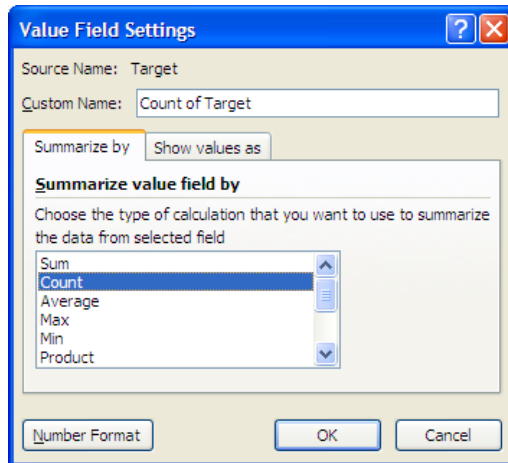 Value Field Settings
Source Name: Target
Custom Name: Count of Target
Summarize by Show values as
Summarize value field by
Choose the type of calculation that you want to use to summarize
the data from selected field
Sum
Count
Average
Max
Min
Product
Number Format OK Cancel